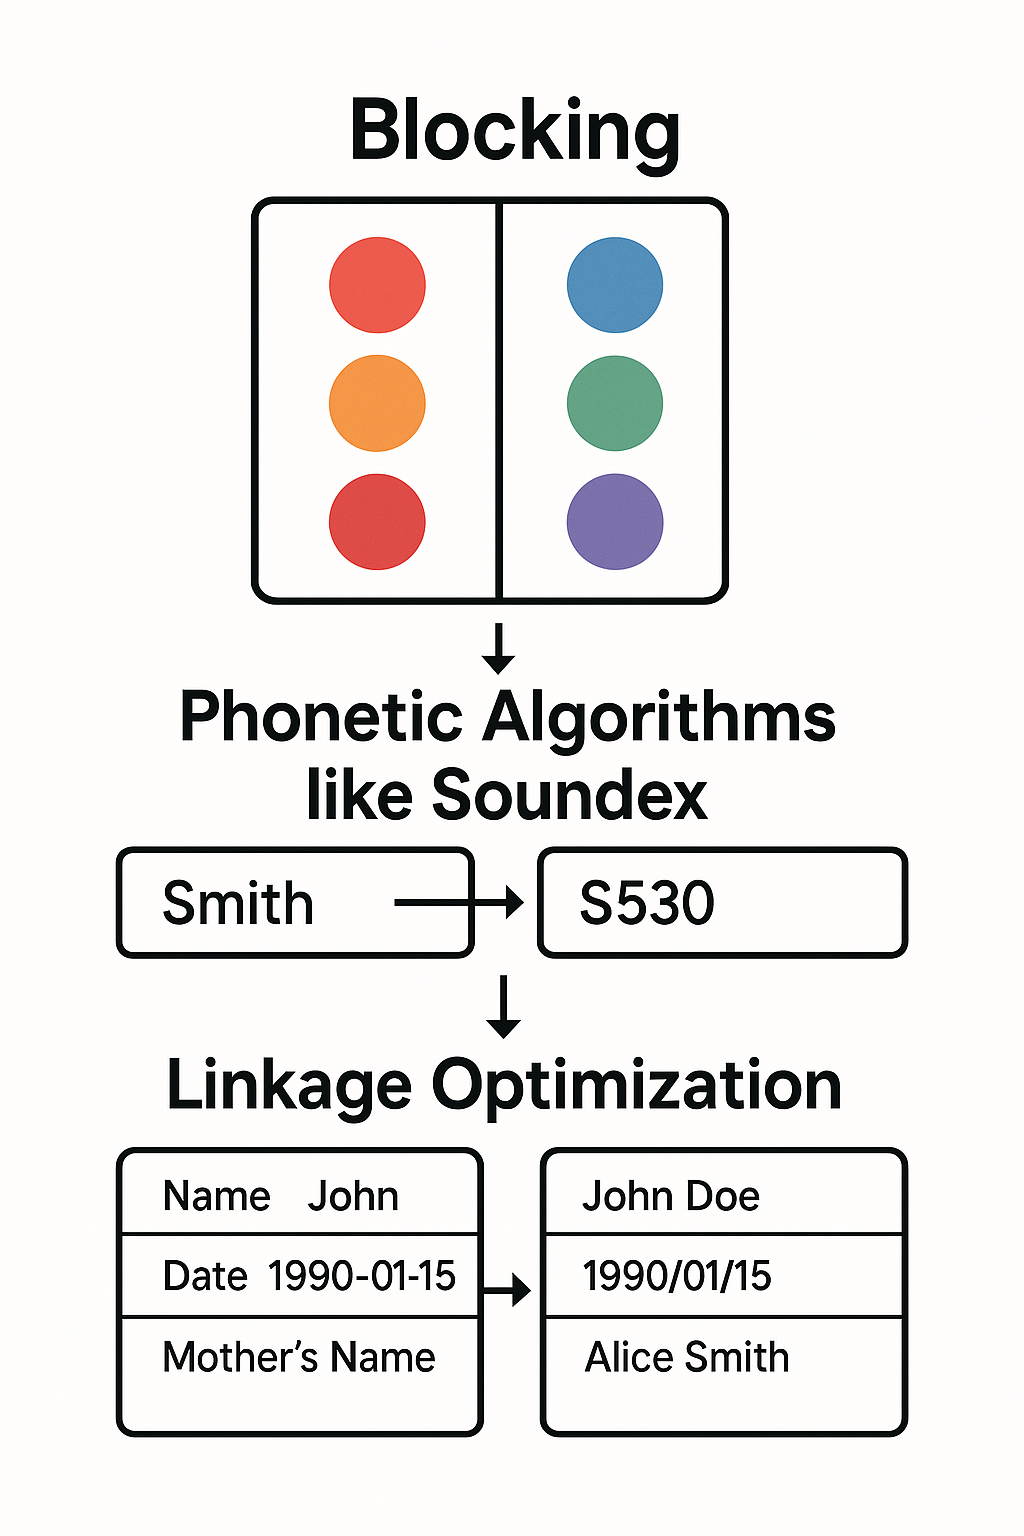 Blocking
Phonetic Algorithms
like Soundex
Smith S530
Linkage Optimization
Name John John Doe
Date 1990-01-15 1990/01/15
Mother’s Name Alice Smith